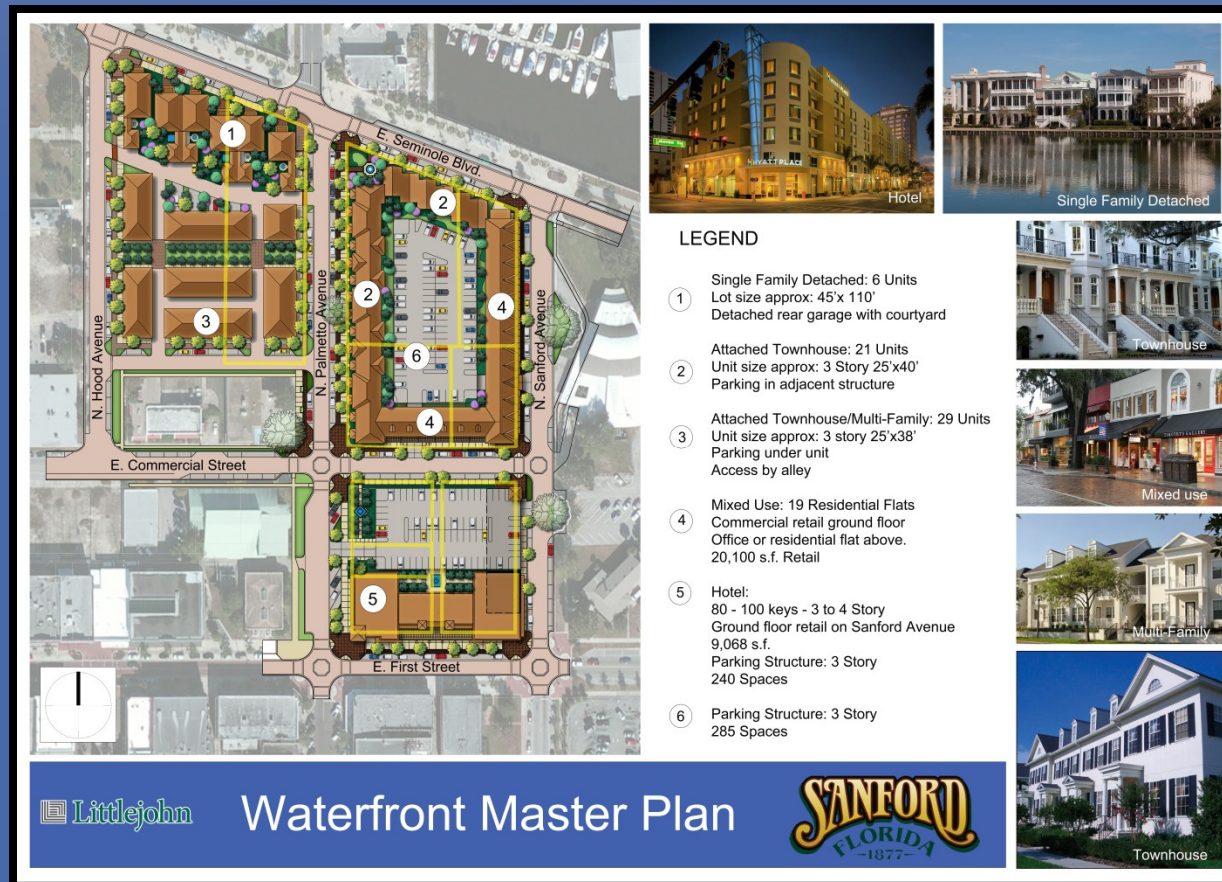 E. Seminole Blvd.
1
2
2
4
3
6
4
N. Hood Avenue
N. Palmetto Avenue
N. Sanford Avenue
E. Commercial Street
5
E. First Street
HYATT PLACE
Hotel
Single Family Detached
Townhouse
Mixed use
Multi-Family
Townhouse
LEGEND
1
Single Family Detached: 6 Units
Lot size approx: 45'x 110'
Detached rear garage with courtyard
2
Attached Townhouse: 21 Units
Unit size approx: 3 Story 25'x40'
Parking in adjacent structure
3
Attached Townhouse/Multi-Family: 29 Units
Unit size approx: 3 story 25'x38'
Parking under unit
Access by alley
4
Mixed Use: 19 Residential Flats
Commercial retail ground floor
Office or residential flat above.
20,100 s.f. Retail
5
Hotel:
80 - 100 keys - 3 to 4 Story
Ground floor retail on Sanford Avenue
9,068 s.f.
Parking Structure: 3 Story
240 Spaces
6
Parking Structure: 3 Story
285 Spaces
Littlejohn
Waterfront Master Plan
SANFORD
FLORIDA
-1877-